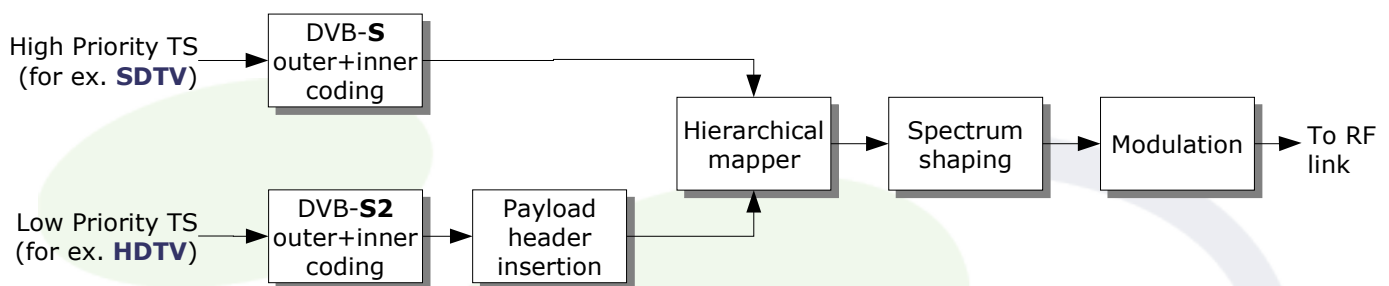 High Priority TS
(for ex. SDTV)
DVB-S
outer+inner
coding
Hierarchical
mapper
Spectrum
shaping
Modulation
To RF
link
Low Priority TS
(for ex. HDTV)
DVB-S2
outer+inner
coding
Payload
header
insertion